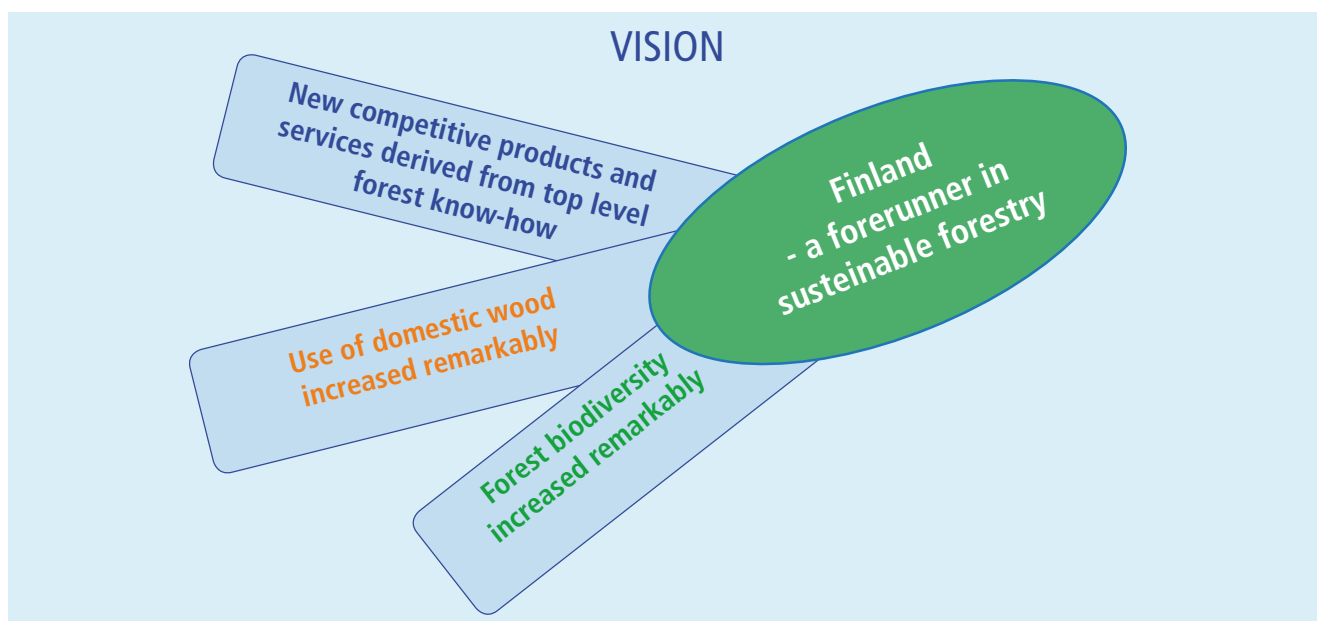 VISION
New competitive products and
services derived from top level
forest know-how
Use of domestic wood
increased remarkably
Forest biodiversity
increased remarkably
Finland
- a forerunner in
susteinable forestry